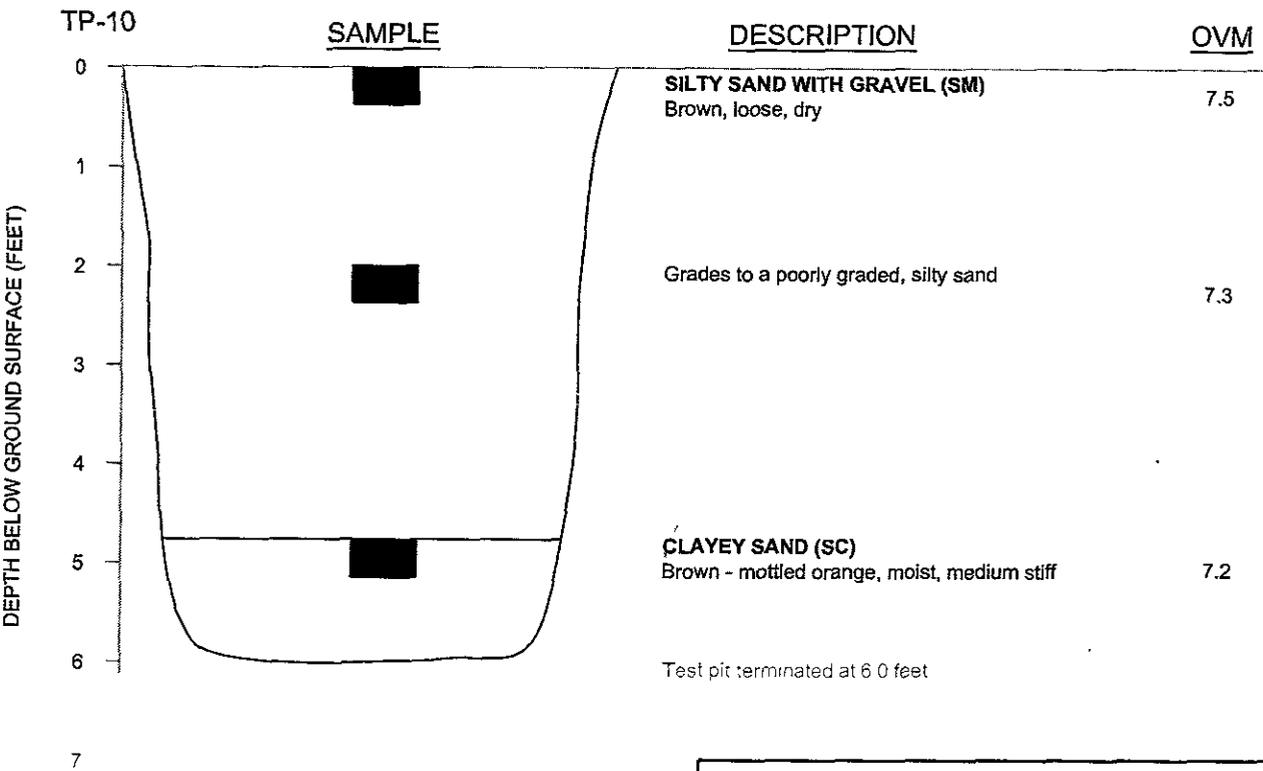 TP-10
SAMPLE
DESCRIPTION
OVM
DEPTH BELOW GROUND SURFACE (FEET)
0
SILTY SAND WITH GRAVEL (SM)
7.5
Brown, loose, dry
1
2
Grades to a poorly graded, silty sand
7.3
3
4
CLAYEY SAND (SC)
5
Brown - mottled orange, moist, medium stiff
7.2
6
Test pit terminated at 6.0 feet
7